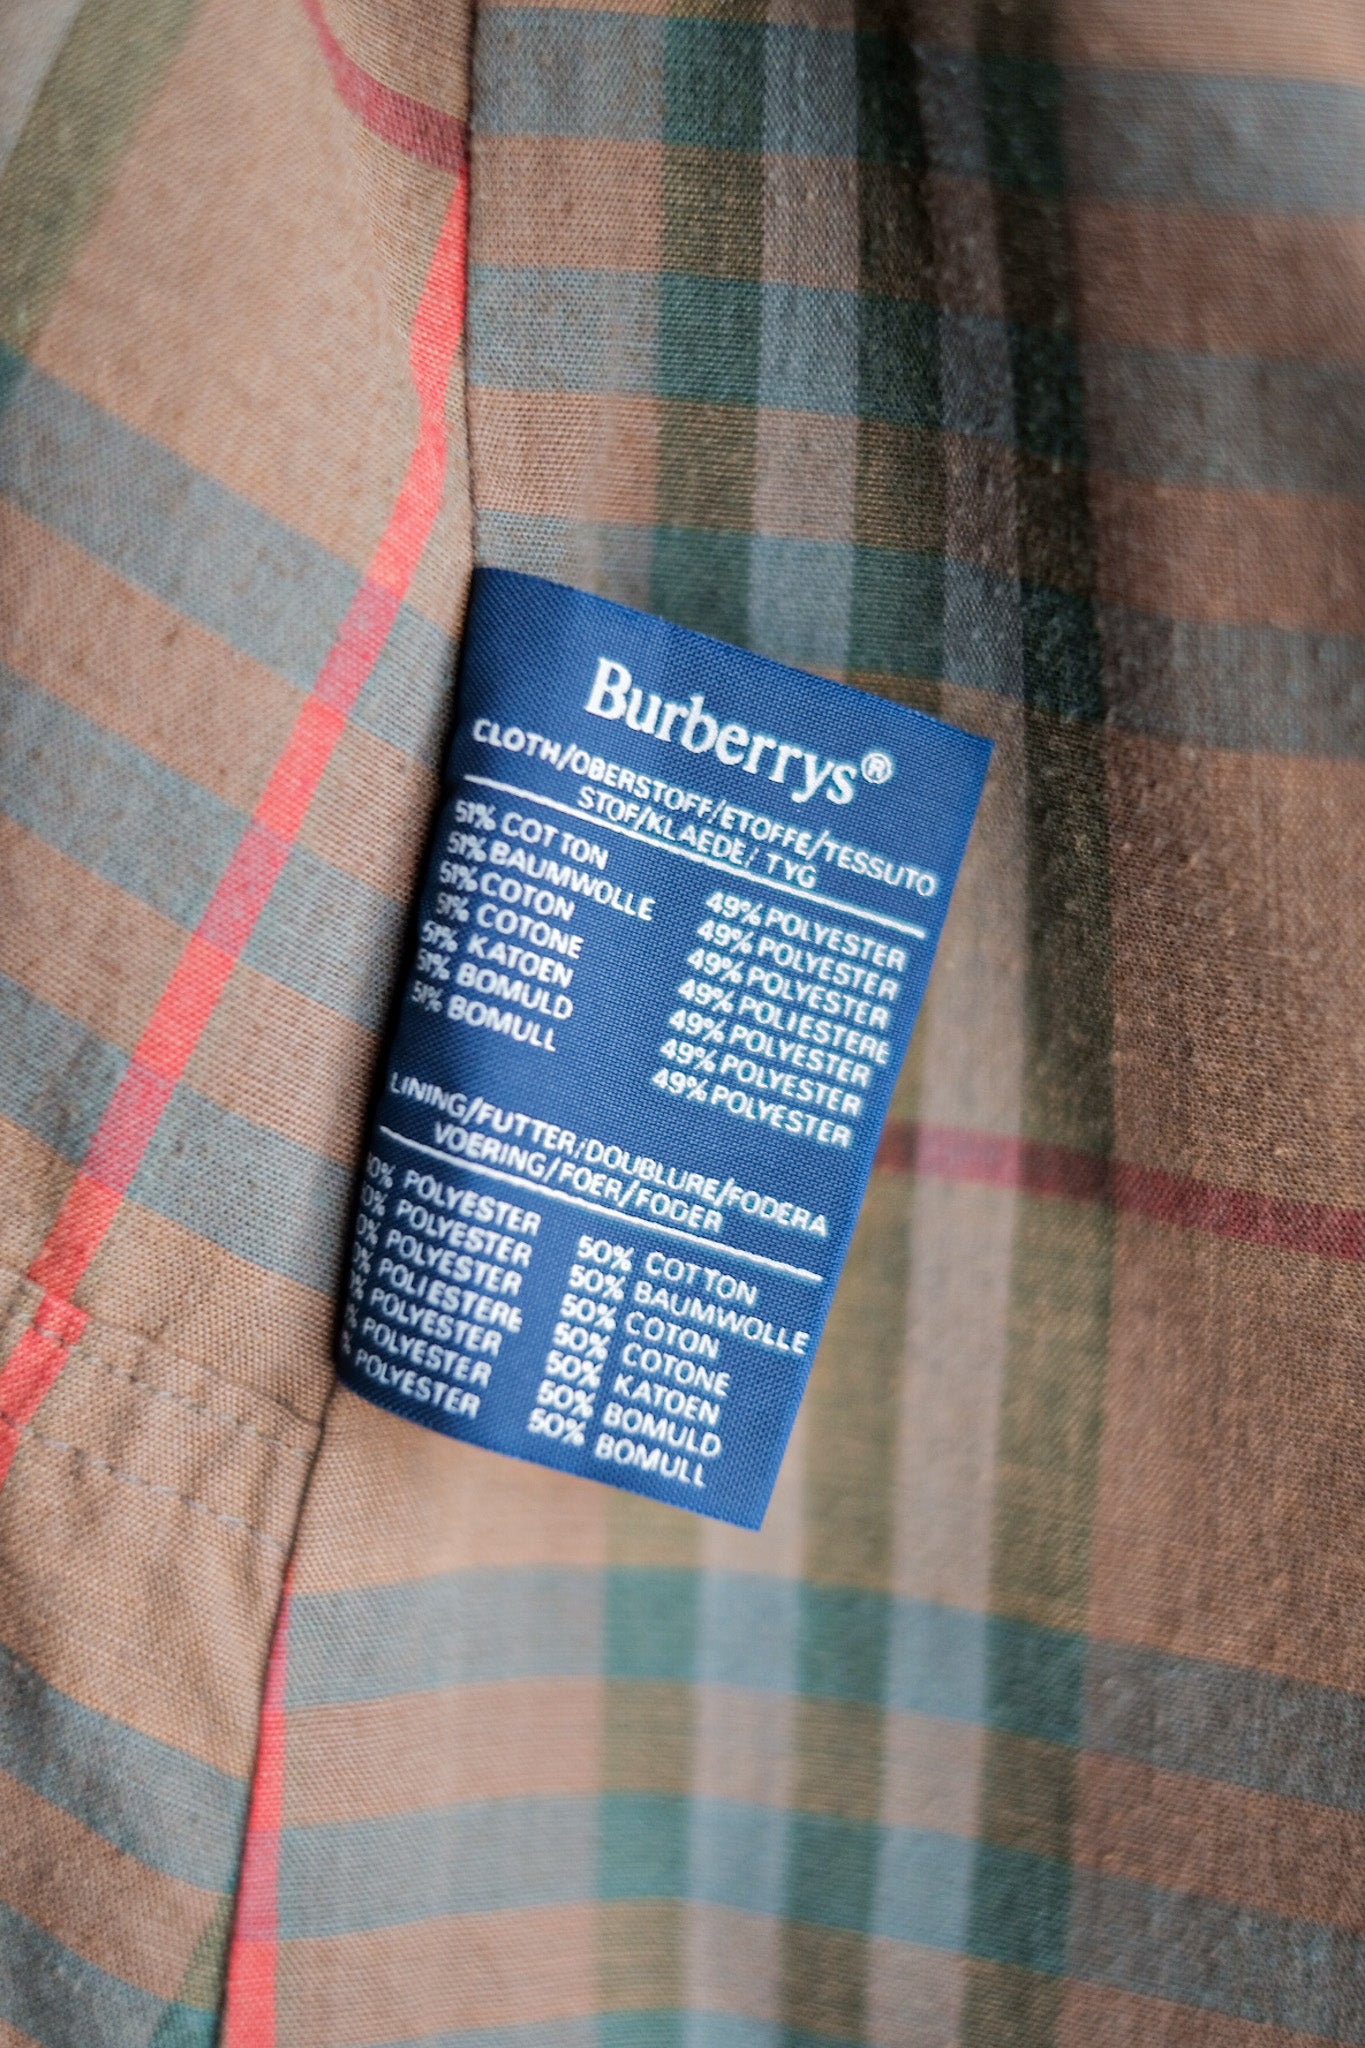 Burberrys®
CLOTH/OBERSTOFF/ETOFFE/TESSUTO
STOF/KLAEDE/TYG
51% COTTON 49% POLYESTER
51% BAUMWOLLE 49% POLYESTER
51% COTON 49% POLYESTER
51% COTONE 49% POLIESTERE
51% KATOEN 49% POLYESTER
51% BOMULD 49% POLYESTER
51% BOMULL 49% POLYESTER
LINING/FUTTER/DOUBLURE/FODERA
VOERING/FOER/FODER
0% POLYESTER 50% COTTON
0% POLYESTER 50% BAUMWOLLE
0% POLYESTER 50% COTON
% POLIESTERE 50% COTONE
% POLYESTER 50% KATOEN
% POLYESTER 50% BOMULD
% POLYESTER 50% BOMULL